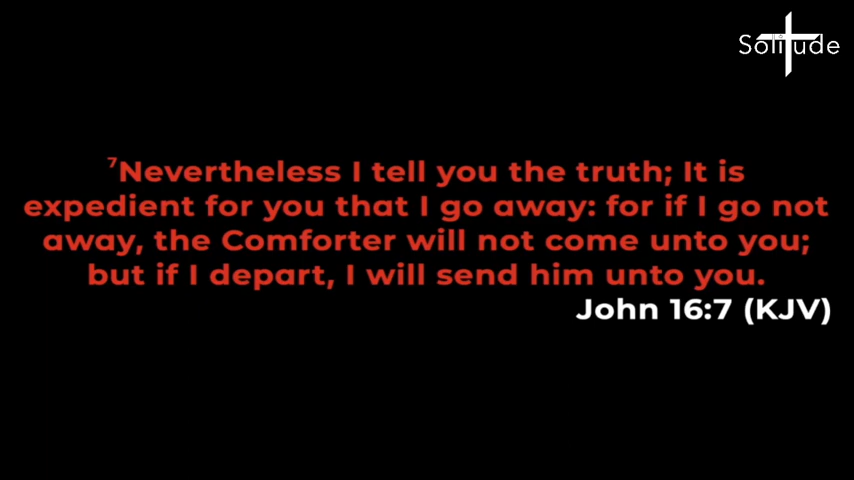 Solitude
⁷Nevertheless I tell you the truth; It is
expedient for you that I go away: for if I go not
away, the Comforter will not come unto you;
but if I depart, I will send him unto you.
John 16:7 (KJV)